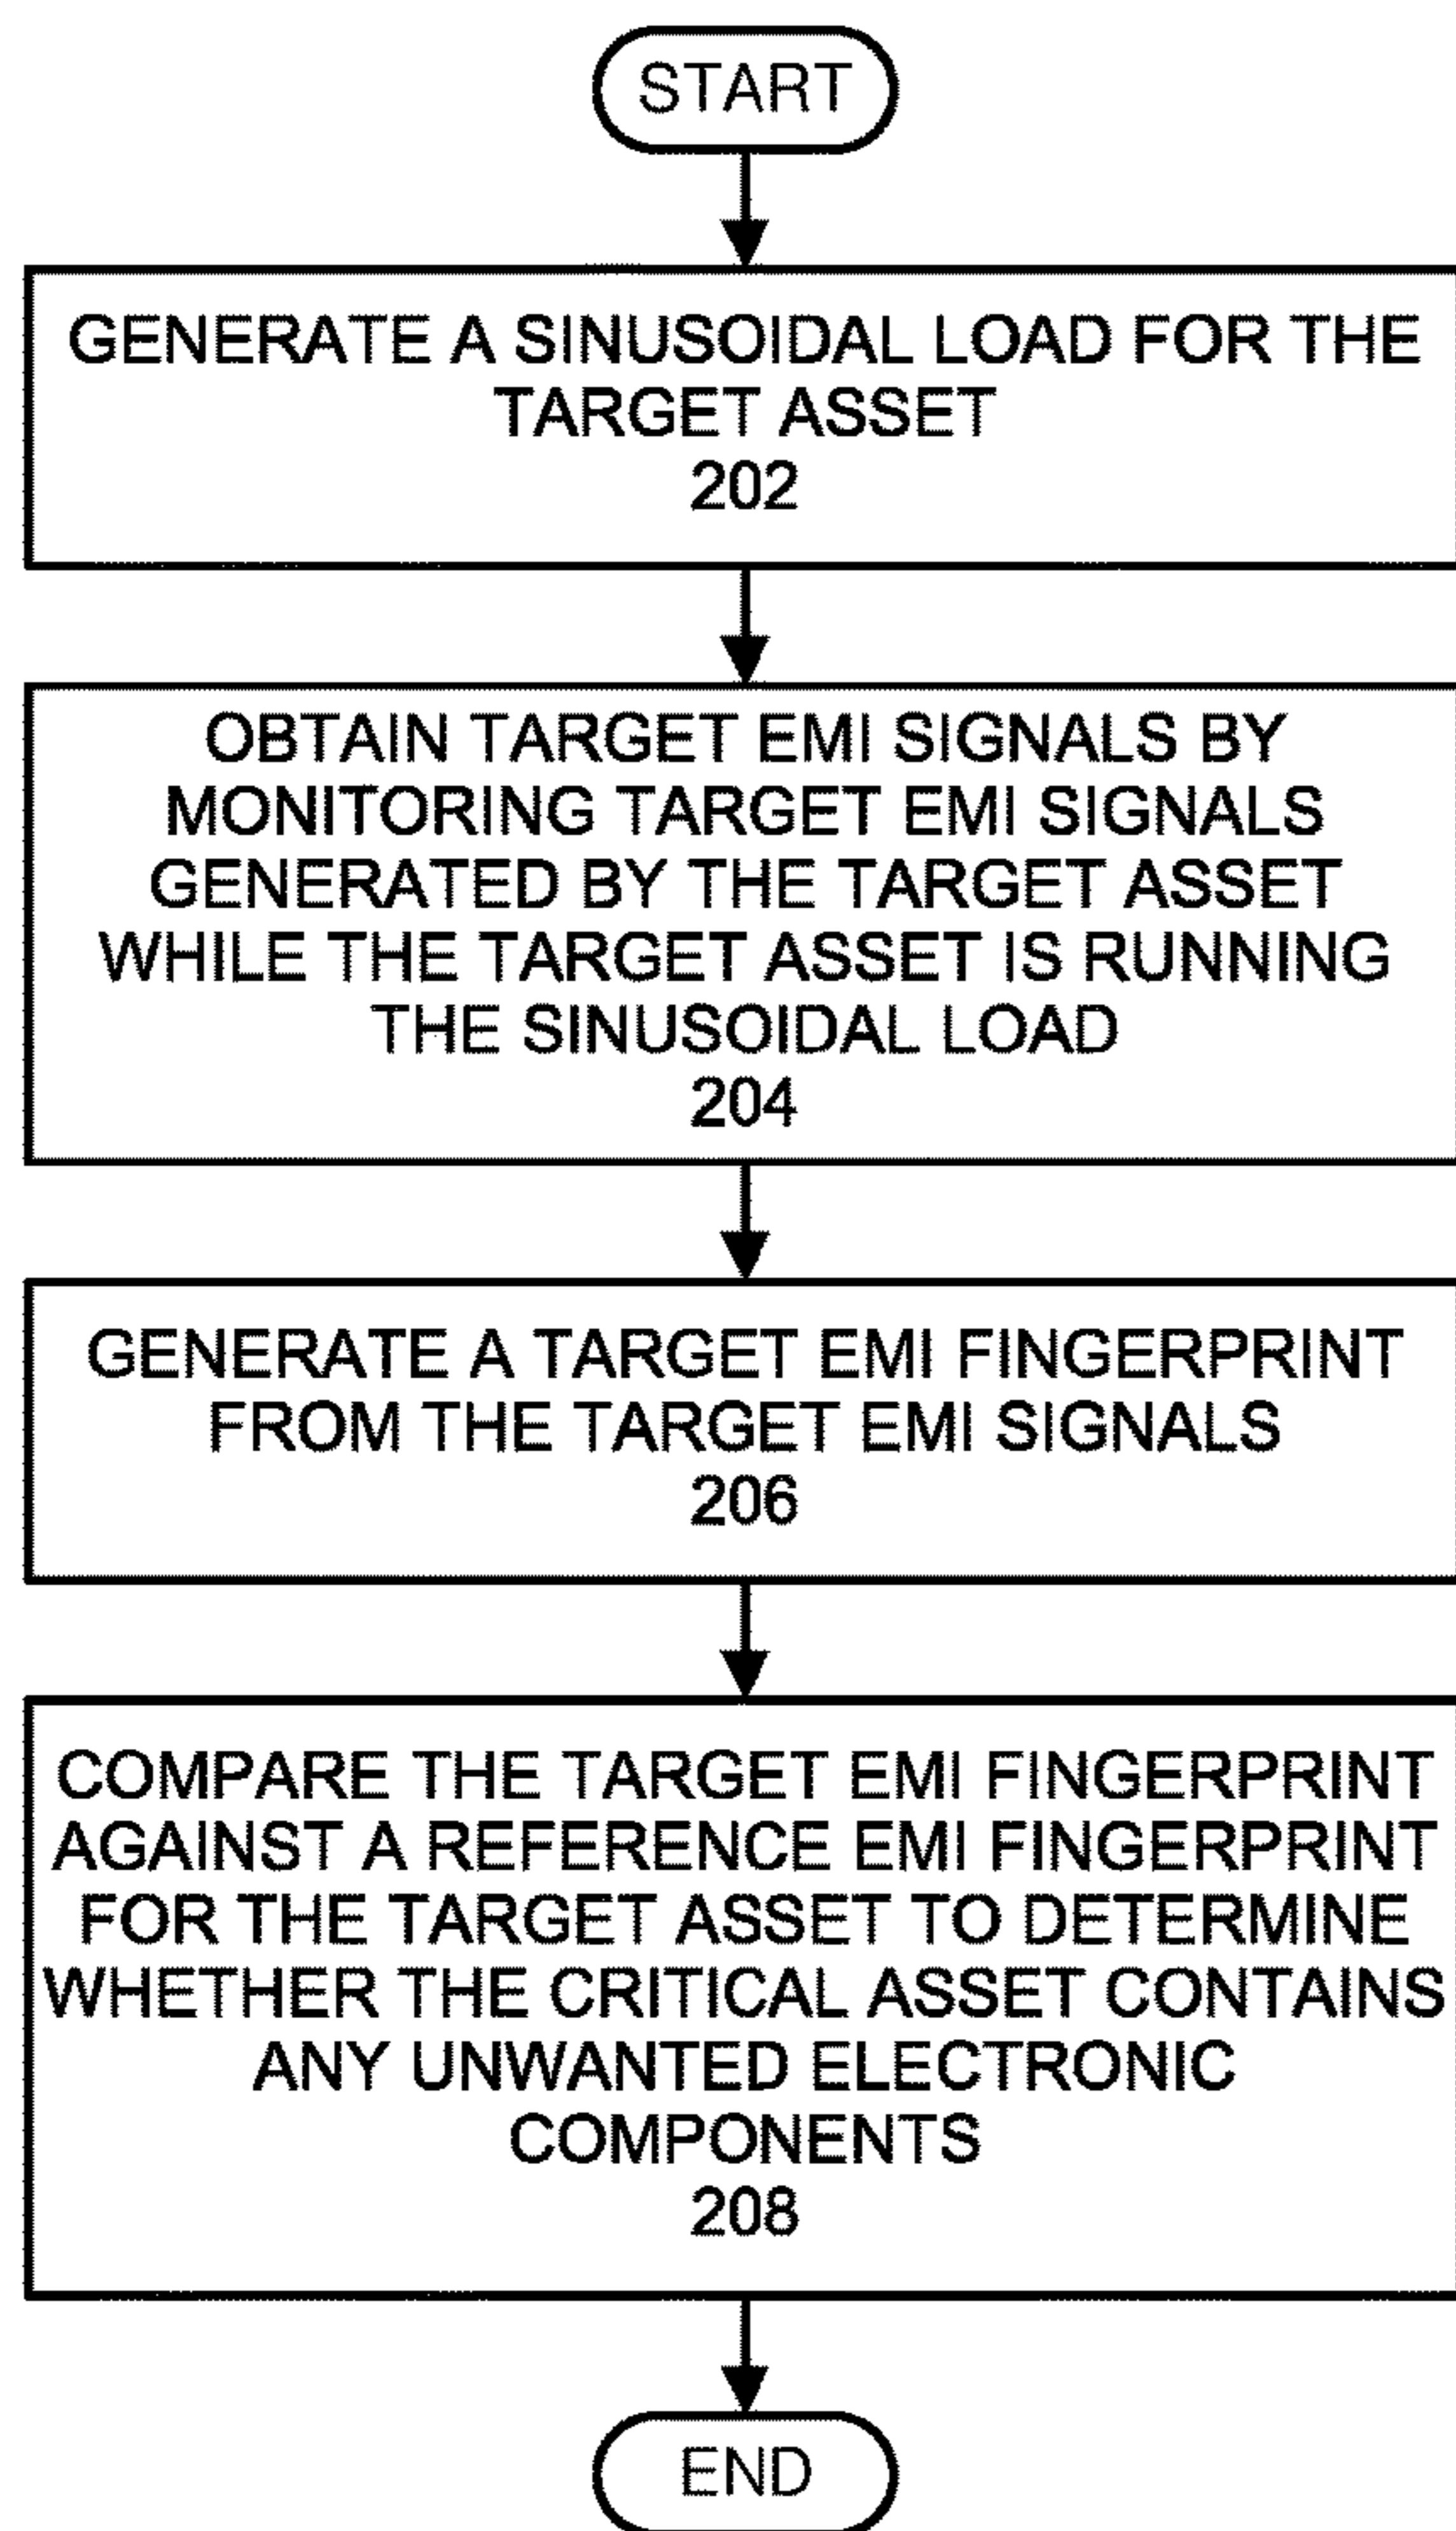 START
GENERATE A SINUSOIDAL LOAD FOR THE
TARGET ASSET
202
OBTAIN TARGET EMI SIGNALS BY
MONITORING TARGET EMI SIGNALS
GENERATED BY THE TARGET ASSET
WHILE THE TARGET ASSET IS RUNNING
THE SINUSOIDAL LOAD
204
GENERATE A TARGET EMI FINGERPRINT
FROM THE TARGET EMI SIGNALS
206
COMPARE THE TARGET EMI FINGERPRINT
AGAINST A REFERENCE EMI FINGERPRINT
FOR THE TARGET ASSET TO DETERMINE
WHETHER THE CRITICAL ASSET CONTAINS
ANY UNWANTED ELECTRONIC
COMPONENTS
208
END